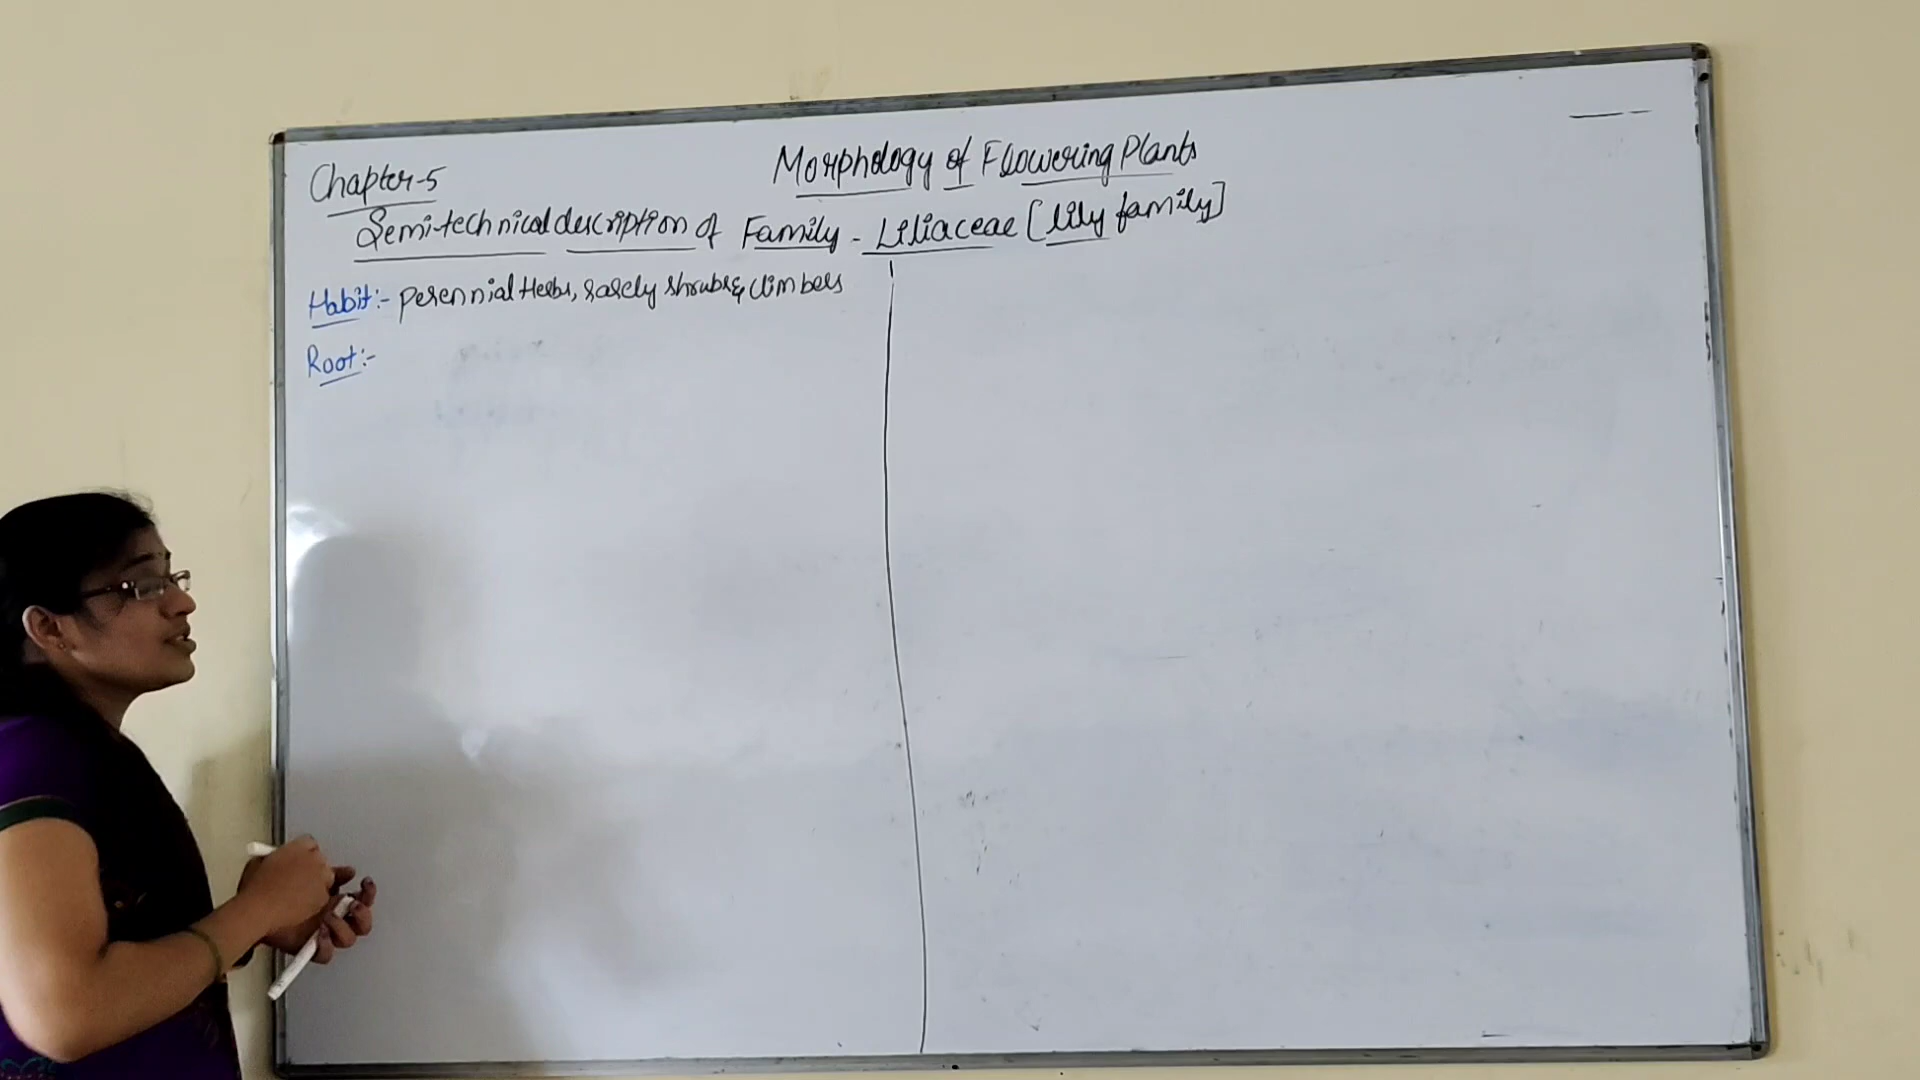 Chapter-5
Morphology of Flowering Plants
Semi-technical description of Family - Liliaceae [lily family]
Habit:- perennial Herbs, rarely shrubs & climbers
Root:-